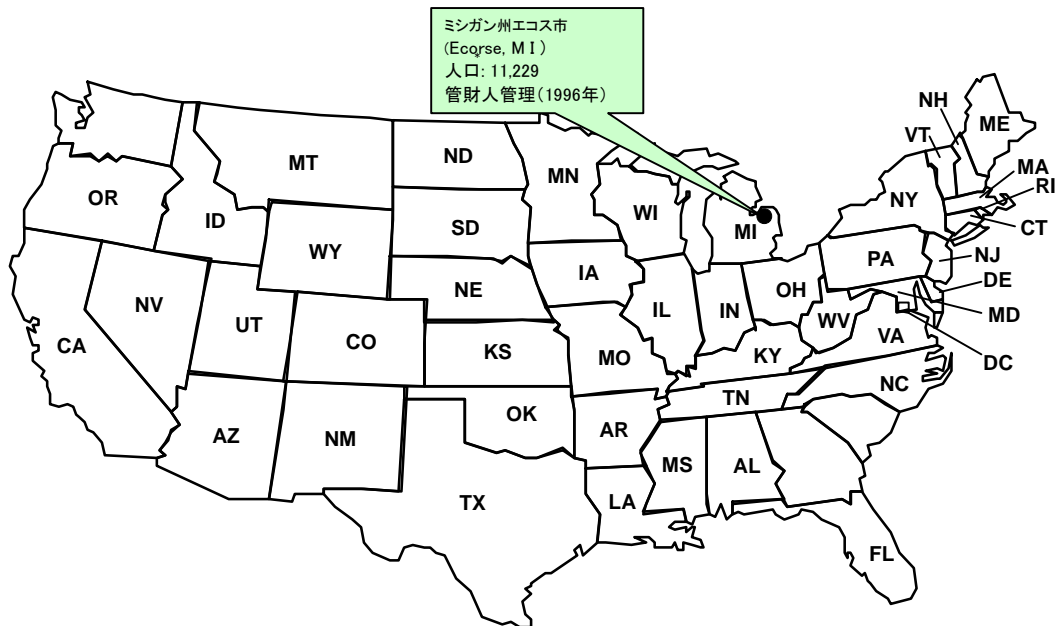 ミシガン州エコス市
(Ecorse, ＭＩ)
人口: 11,229
管財人管理(1996年)
NH
ME
VT
MA
RI
MT
ND
MN
OR
NY
ID
WI
SD
MI
CT
WY
PA
NJ
IA
DE
NE
OH
NV
IL
IN
MD
UT
WV
CO
VA
CA
KS
MO
KY
DC
NC
TN
OK
AZ
NM
AR
MS
AL
TX
LA
FL